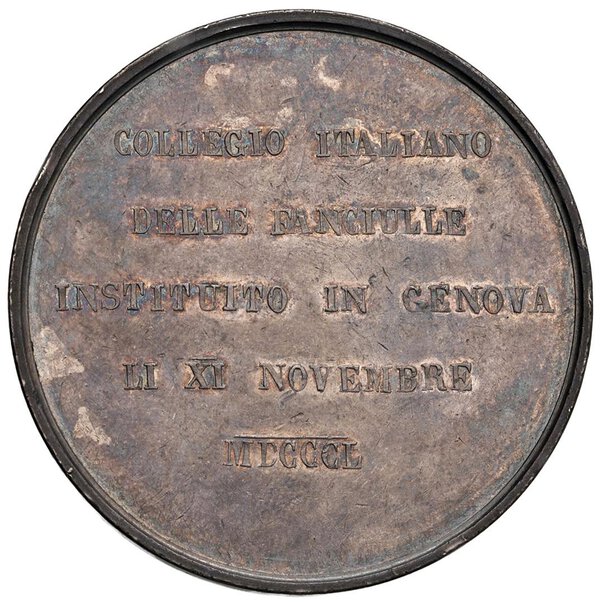 COLLEGIO ITALIANO
DELLE FANCIULLE
INSTITUITO IN GENOVA
LI XI NOVEMBRE
MDCCCL